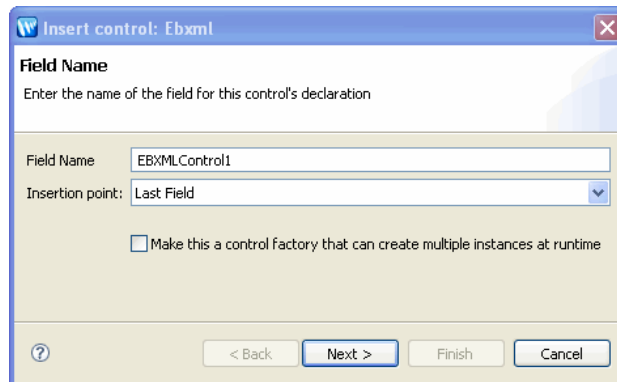 Insert control: Ebxml
Field Name
Enter the name of the field for this control's declaration
Field Name EBXMLControl1
Insertion point: Last Field
Make this a control factory that can create multiple instances at runtime
? < Back Next > Finish Cancel